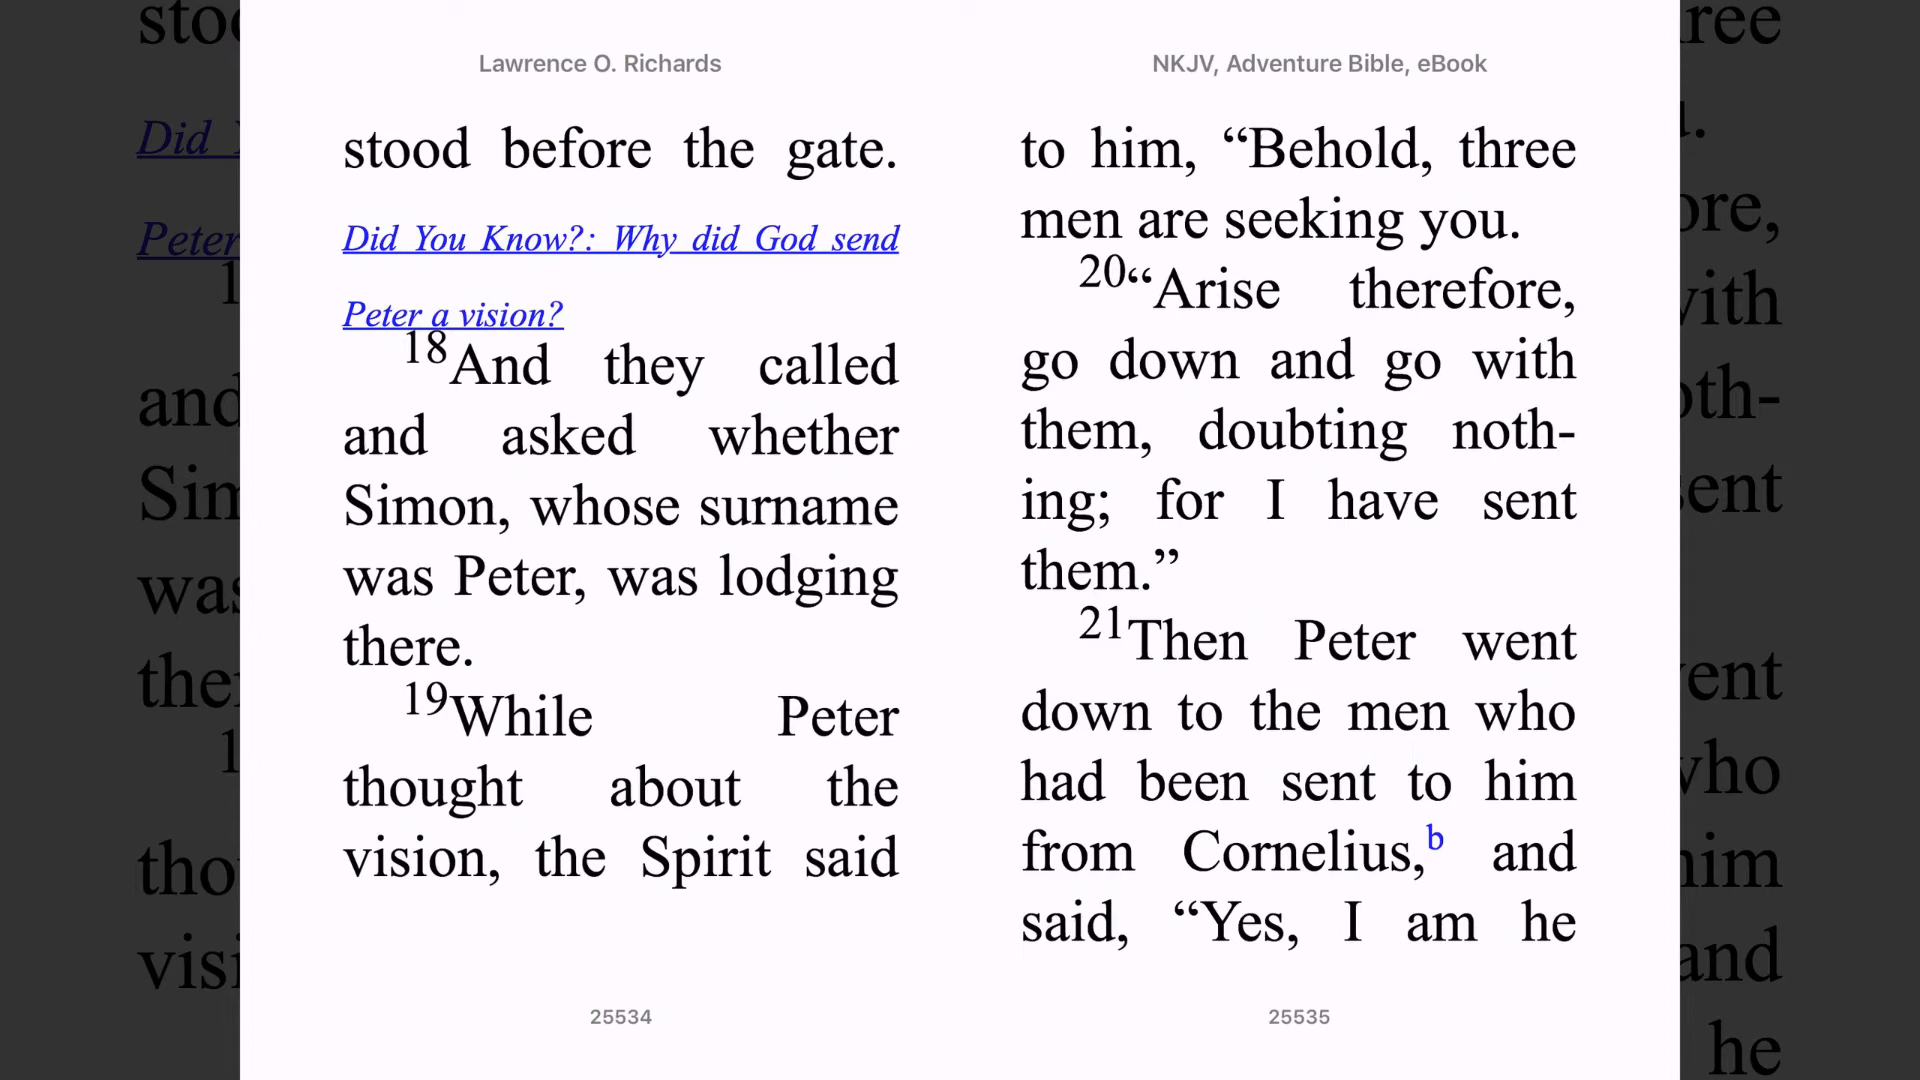 Lawrence O. Richards
stood before the gate.
Did You Know?: Why did God send
Peter a vision?
18And they called
and asked whether
Simon, whose surname
was Peter, was lodging
there.
19While Peter
thought about the
vision, the Spirit said
25534
NKJV, Adventure Bible, eBook
to him, “Behold, three
men are seeking you.
20“Arise therefore,
go down and go with
them, doubting noth-
ing; for I have sent
them.”
21Then Peter went
down to the men who
had been sent to him
from Cornelius,b and
said, “Yes, I am he
25535